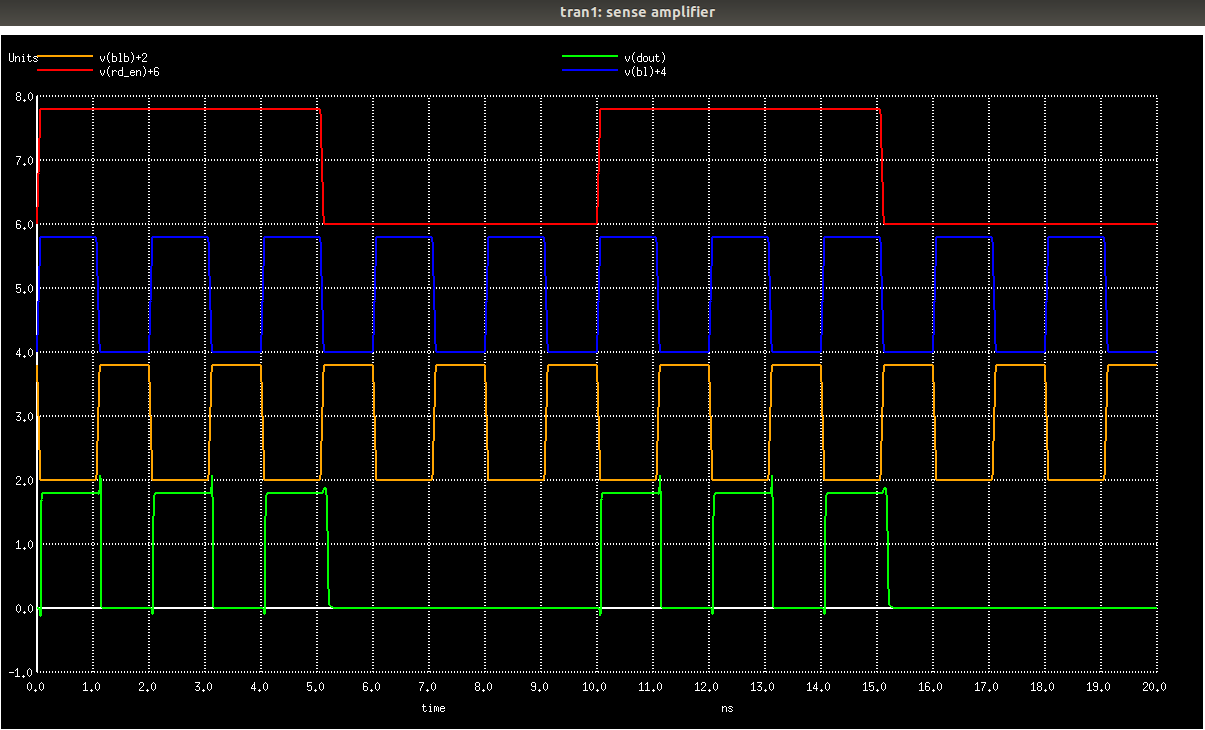 tran1: sense amplifier
Units v(blb)+2 v(dout)
v(rd_en)+6 v(bl)+4
8.0
7.0
6.0
5.0
4.0
3.0
2.0
1.0
0.0
-1.0
0.0 1.0 2.0 3.0 4.0 5.0 6.0 7.0 8.0 9.0 10.0 11.0 12.0 13.0 14.0 15.0 16.0 17.0 18.0 19.0 20.0
time ns